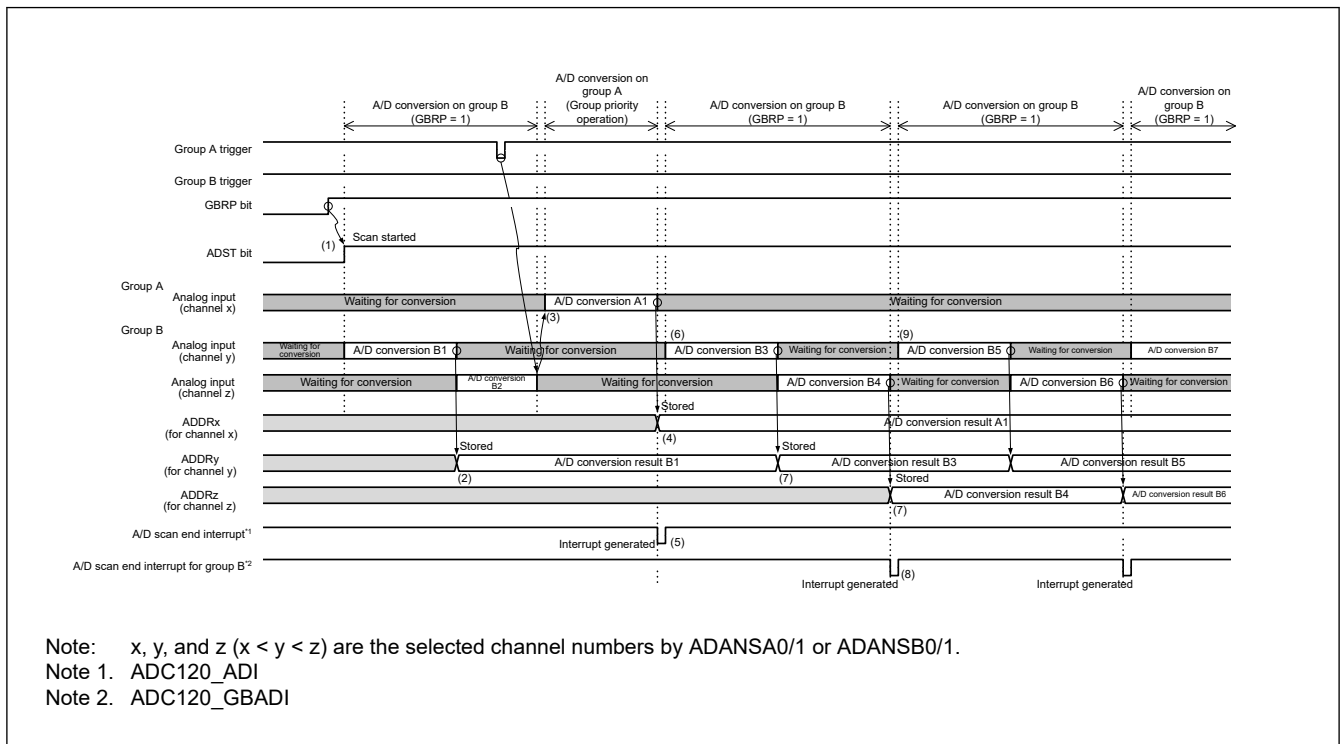 A/D conversion on group B
(GBRP = 1)
A/D conversion on
group A
(Group priority
operation)
A/D conversion on group B
(GBRP = 1)
A/D conversion on group B
(GBRP = 1)
A/D conversion on
group B
(GBRP = 1)
Group A trigger
Group B trigger
GBRP bit
(1)
Scan started
ADST bit
Group A
Analog input
(channel x)
Waiting for conversion
A/D conversion A1
Waiting for conversion
(3)
Group B
(6)
(9)
Analog input
(channel y)
Waiting for
conversion
A/D conversion B1
Waiting for conversion
A/D conversion B3
Waiting for conversion
A/D conversion B5
Waiting for conversion
A/D conversion B7
Analog input
(channel z)
Waiting for conversion
A/D conversion
B2
Waiting for conversion
A/D conversion B4
Waiting for conversion
A/D conversion B6
Waiting for conversion
Stored
ADDRx
(for channel x)
A/D conversion result A1
(4)
Stored
Stored
ADDRy
(for channel y)
A/D conversion result B1
A/D conversion result B3
A/D conversion result B5
(2)
(7)
Stored
ADDRz
(for channel z)
A/D conversion result B4
A/D conversion result B6
(7)
A/D scan end interrupt*1
Interrupt generated
(5)
A/D scan end interrupt for group B*2
Interrupt generated
(8)
Interrupt generated
Note: x, y, and z (x < y < z) are the selected channel numbers by ADANSA0/1 or ADANSB0/1.
Note 1. ADC120_ADI
Note 2. ADC120_GBADI